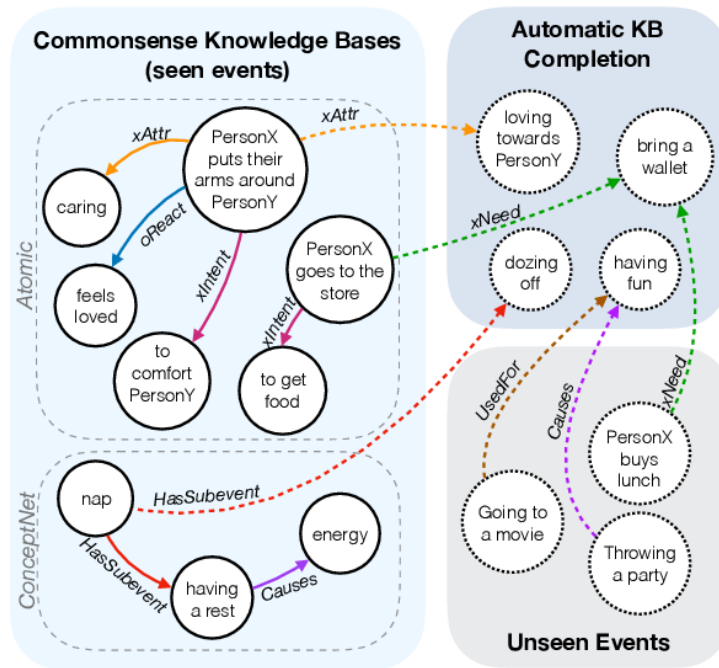 Commonsense Knowledge Bases
(seen events)
Automatic KB
Completion
Atomic
xAttr
PersonX
puts their
arms around
PersonY
xAttr
loving
towards
PersonY
bring a
wallet
caring
oReact
xIntent
PersonX
goes to the
store
xNeed
dozing
off
having
fun
feels
loved
to
comfort
PersonY
xIntent
to get
food
UsedFor
Causes
xNeed
PersonX
buys
lunch
ConceptNet
nap
HasSubevent
HasSubevent
having
a rest
Causes
energy
Going to
a movie
Throwing
a party
Unseen Events